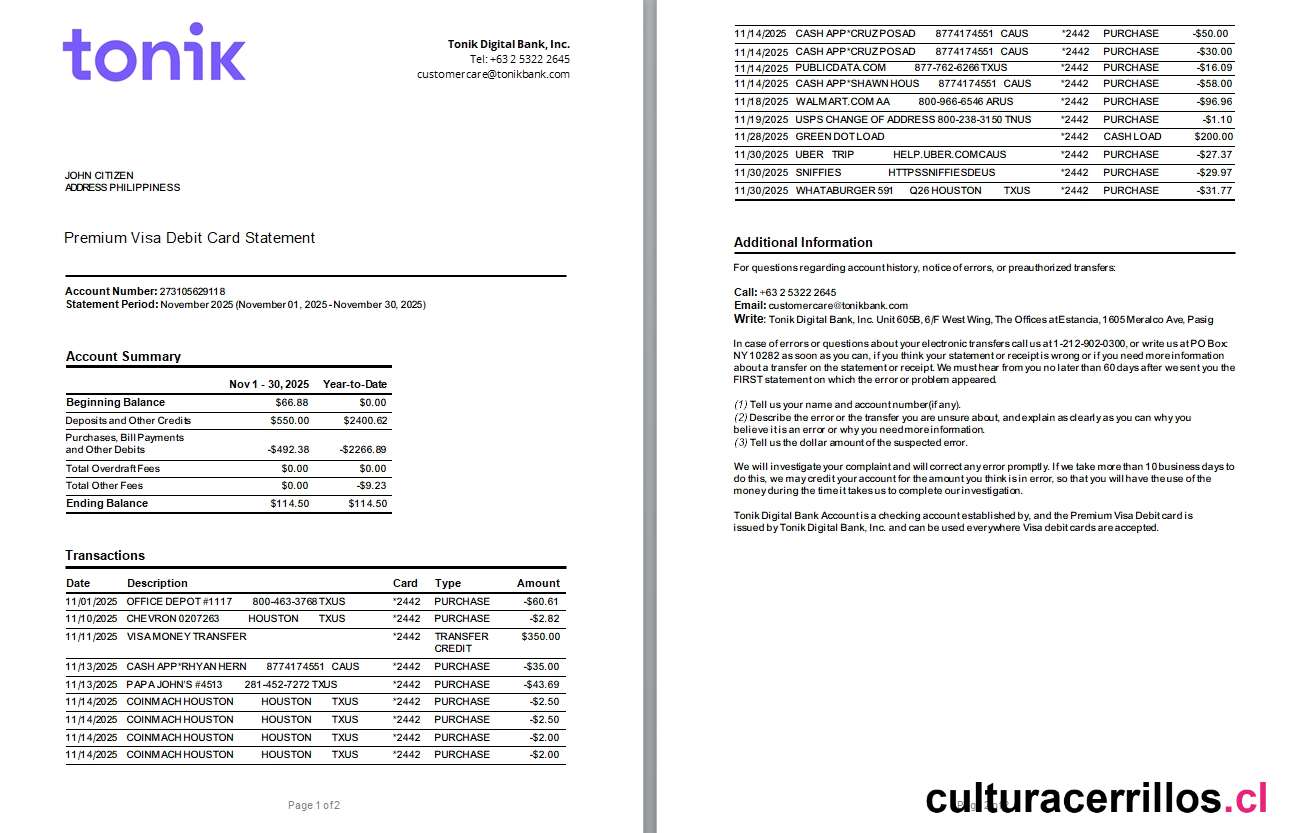 tonik
Tonik Digital Bank, Inc.
Tel: +63 2 5322 2645
customercare@tonikbank.com
JOHN CITIZEN
ADDRESS PHILIPPINESS
Premium Visa Debit Card Statement
Account Number: 273105629118
Statement Period: November 2025 (November 01, 2025 - November 30, 2025)
Account Summary
Nov 1 - 30, 2025 Year-to-Date
Beginning Balance $66.88 $0.00
Deposits and Other Credits $550.00 $2400.62
Purchases, Bill Payments
and Other Debits -$492.38 -$2266.89
Total Overdraft Fees $0.00 $0.00
Total Other Fees $0.00 -$9.23
Ending Balance $114.50 $114.50
Transactions
Date Description Card Type Amount
11/01/2025 OFFICE DEPOT #1117 800-463-3768 TXUS *2442 PURCHASE -$60.61
11/10/2025 CHEVRON 0207263 HOUSTON TXUS *2442 PURCHASE -$2.82
11/11/2025 VISA MONEY TRANSFER *2442 TRANSFER $350.00
CREDIT
11/13/2025 CASH APP*RHYAN HERN 8774174551 CAUS *2442 PURCHASE -$35.00
11/13/2025 PAPA JOHN'S #4513 281-452-7272 TXUS *2442 PURCHASE -$43.69
11/14/2025 COINMACH HOUSTON HOUSTON TXUS *2442 PURCHASE -$2.50
11/14/2025 COINMACH HOUSTON HOUSTON TXUS *2442 PURCHASE -$2.50
11/14/2025 COINMACH HOUSTON HOUSTON TXUS *2442 PURCHASE -$2.00
11/14/2025 COINMACH HOUSTON HOUSTON TXUS *2442 PURCHASE -$2.00
Page 1 of 2
11/14/2025 CASH APP*CRUZ POSAD 8774174551 CAUS *2442 PURCHASE -$50.00
11/14/2025 CASH APP*CRUZ POSAD 8774174551 CAUS *2442 PURCHASE -$30.00
11/14/2025 PUBLICDATA.COM 877-762-6266 TXUS *2442 PURCHASE -$16.09
11/14/2025 CASH APP*SHAWN HOUS 8774174551 CAUS *2442 PURCHASE -$58.00
11/18/2025 WALMART.COM AA 800-966-6546 ARUS *2442 PURCHASE -$96.96
11/19/2025 USPS CHANGE OF ADDRESS 800-238-3150 TNUS *2442 PURCHASE -$1.10
11/28/2025 GREEN DOT LOAD *2442 CASH LOAD $200.00
11/30/2025 UBER TRIP HELP.UBER.COMCAUS *2442 PURCHASE -$27.37
11/30/2025 SNIFFIES HTTPSSNIFFIESDEUS *2442 PURCHASE -$29.97
11/30/2025 WHATABURGER 591 Q26 HOUSTON TXUS *2442 PURCHASE -$31.77
Additional Information
For questions regarding account history, notice of errors, or preauthorized transfers:
Call: +63 2 5322 2645
Email: customercare@tonikbank.com
Write: Tonik Digital Bank, Inc. Unit 605B, 6/F West Wing, The Offices at Estancia, 1605 Meralco Ave, Pasig
In case of errors or questions about your electronic transfers call us at 1-212-902-0300, or write us at PO Box:
NY 10282 as soon as you can, if you think your statement or receipt is wrong or if you need more information
about a transfer on the statement or receipt. We must hear from you no later than 60 days after we sent you the
FIRST statement on which the error or problem appeared.
(1) Tell us your name and account number (if any).
(2) Describe the error or the transfer you are unsure about, and explain as clearly as you can why you
believe it is an error or why you need more information.
(3) Tell us the dollar amount of the suspected error.
We will investigate your complaint and will correct any error promptly. If we take more than 10 business days to
do this, we may credit your account for the amount you think is in error, so that you will have the use of the
money during the time it takes us to complete our investigation.
Tonik Digital Bank Account is a checking account established by, and the Premium Visa Debit card is
issued by Tonik Digital Bank, Inc. and can be used everywhere Visa debit cards are accepted.
culturacerrillos.cl